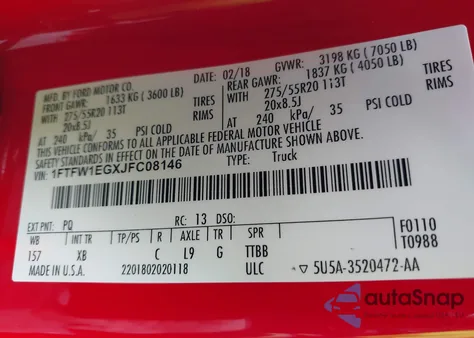 MFD. BY FORD MOTOR CO.
DATE: 02/18 GVWR: 3198 KG (7050 LB)
FRONT GAWR: 1633 KG (3600 LB) REAR GAWR: 1837 KG (4050 LB)
275/55R20 113T TIRES 275/55R20 113T TIRES
20x8.5J RIMS 20x8.5J RIMS
AT 240 kPa/ 35 PSI COLD AT 240 kPa/ 35 PSI COLD
THIS VEHICLE CONFORMS TO ALL APPLICABLE FEDERAL MOTOR VEHICLE
SAFETY STANDARDS IN EFFECT ON THE DATE OF MANUFACTURE SHOWN ABOVE.
VIN: 1FTFW1EGXJFC08146 TYPE: Truck
EXT PNT: PQ RC: 13 DSO: F0110
WB INT TR TP/PS R AXLE TR SPR T0988
157 XB C L9 G TTBB
MADE IN U.S.A. 2201802020118 ULC ▽5U5A-3520472-AA
autoSnap